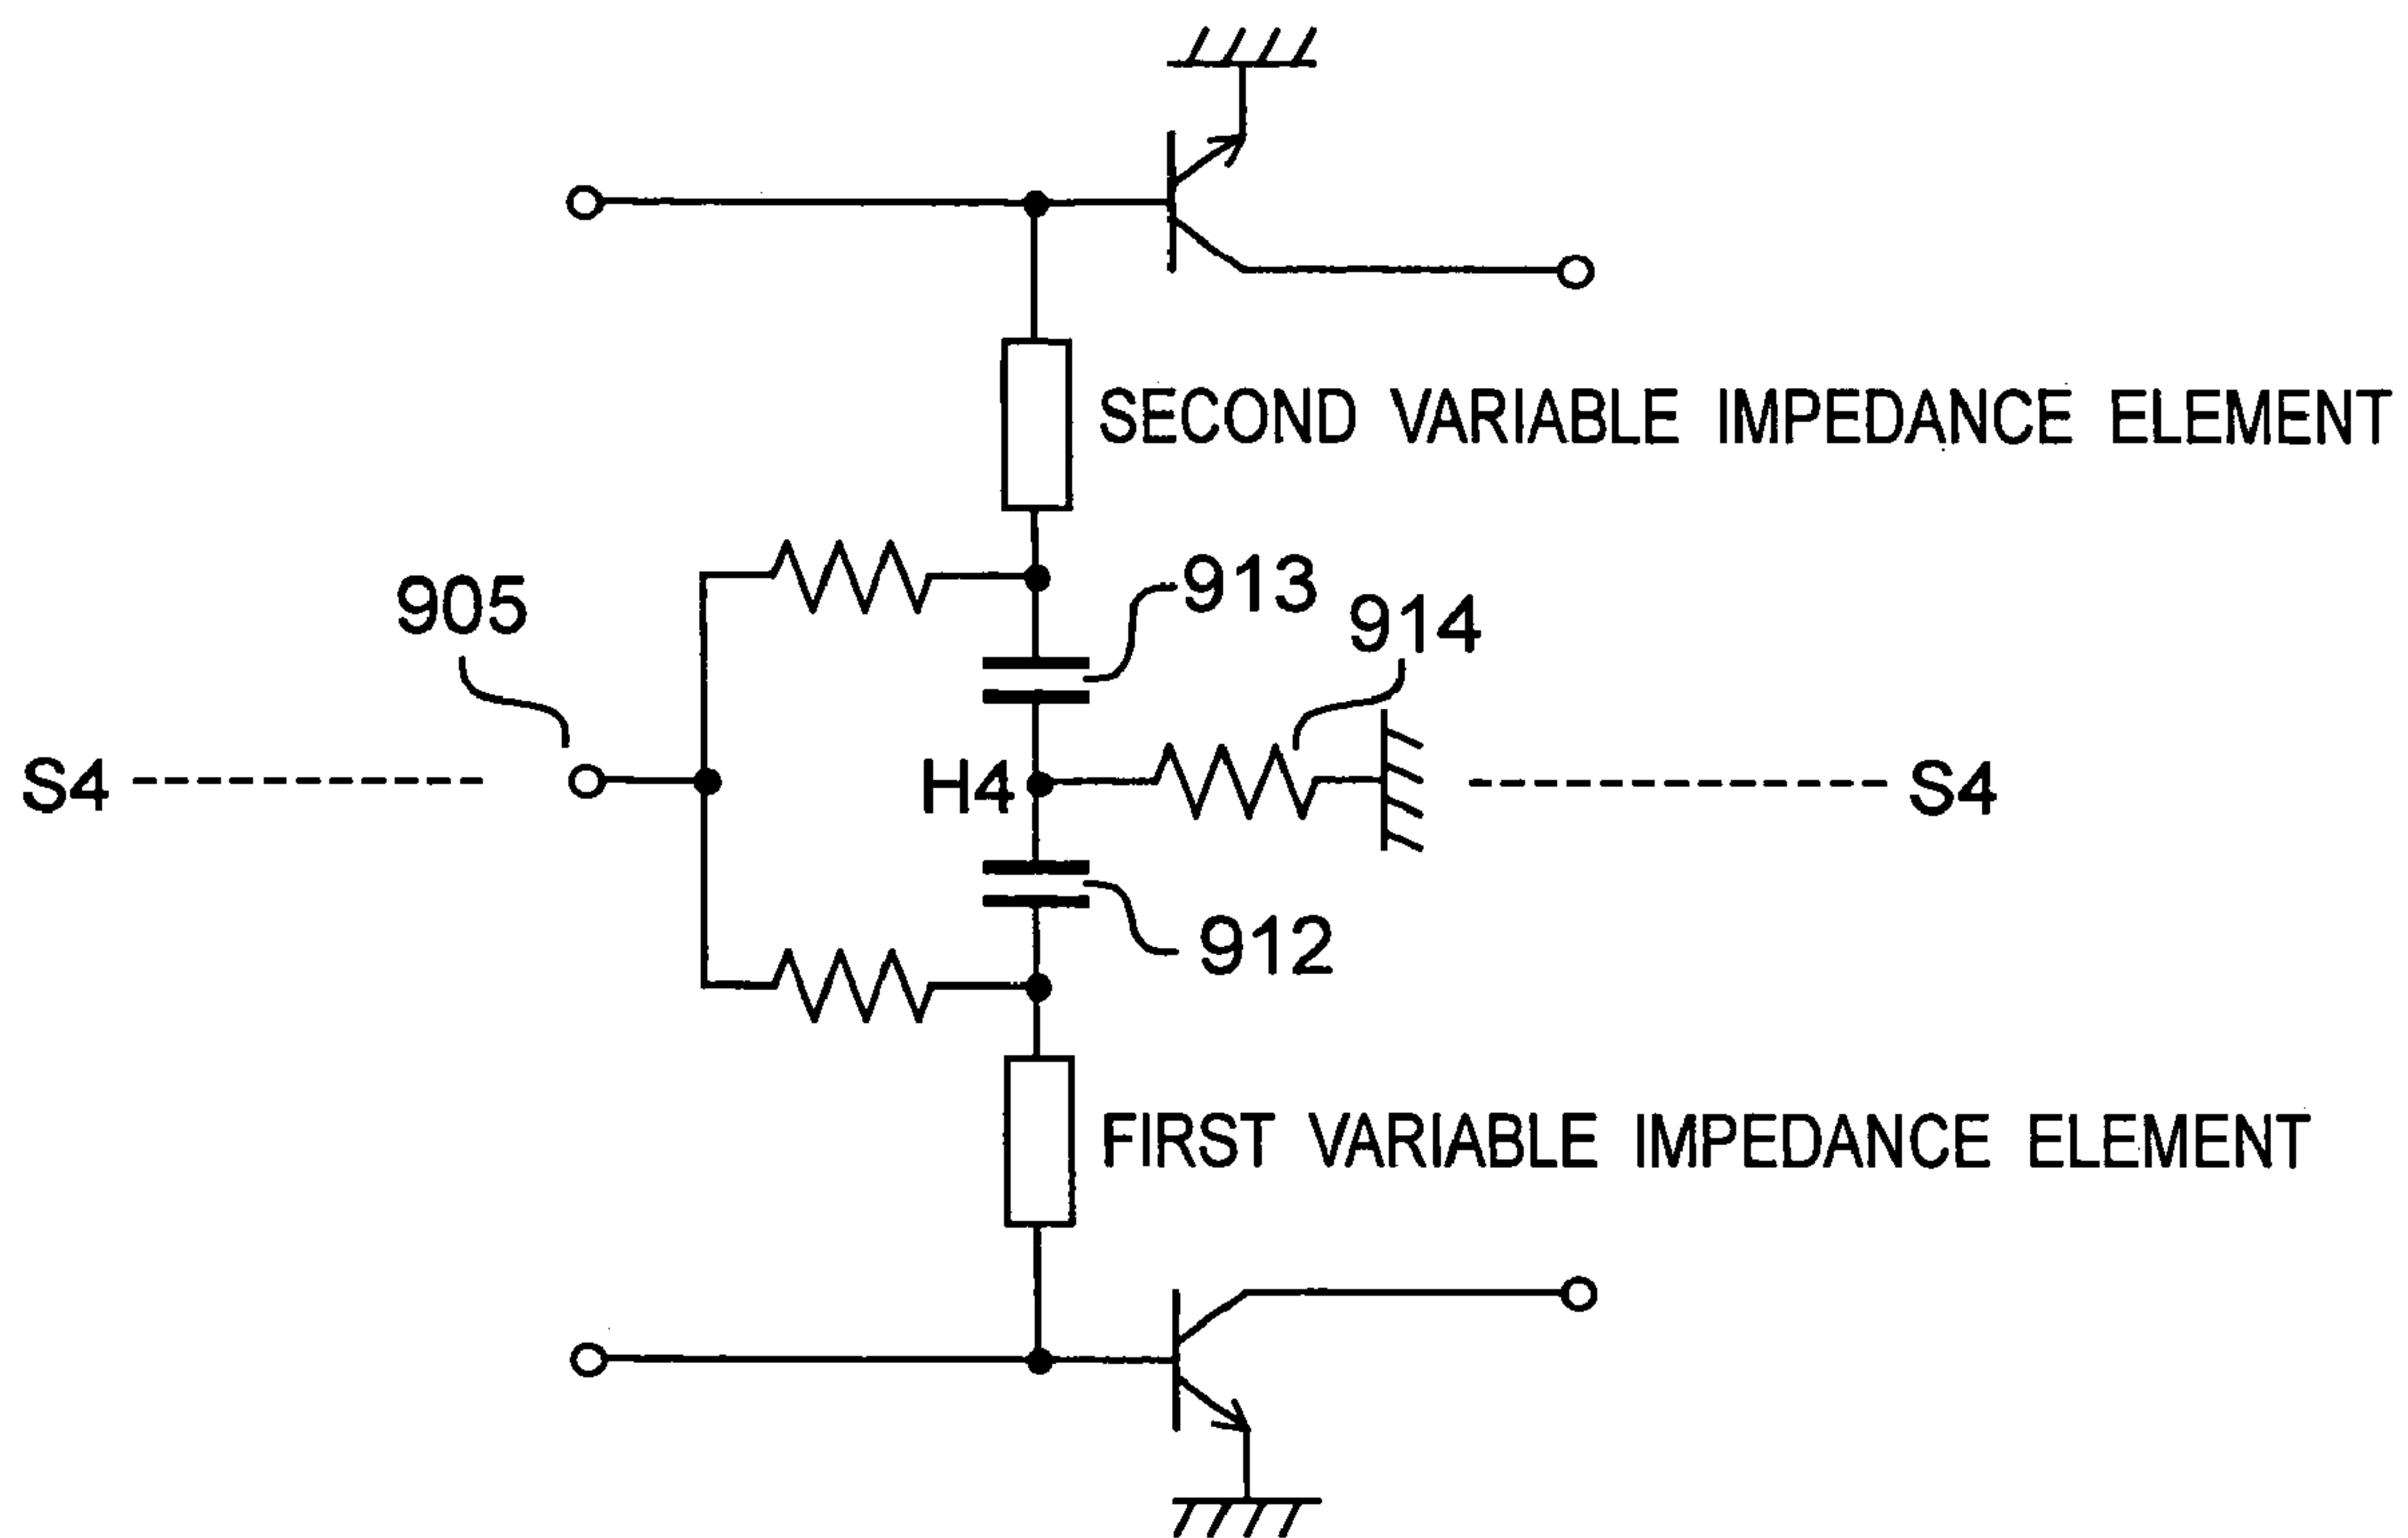 SECOND VARIABLE IMPEDANCE ELEMENT
905
913
914
S4
H4
S4
912
FIRST VARIABLE IMPEDANCE ELEMENT